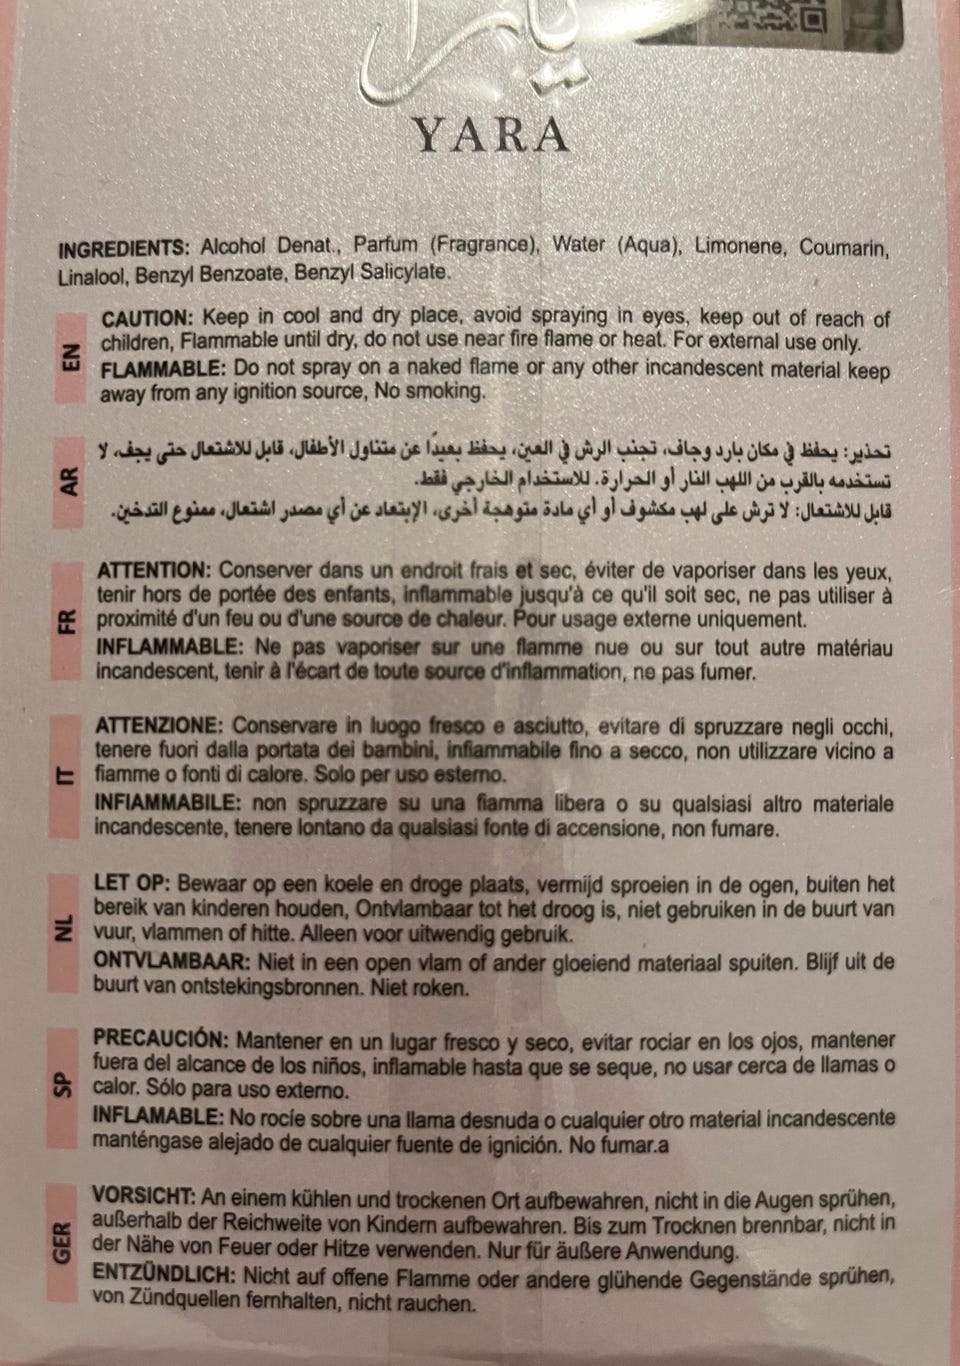 يارا
YARA
INGREDIENTS: Alcohol Denat., Parfum (Fragrance), Water (Aqua), Limonene, Coumarin,
Linalool, Benzyl Benzoate, Benzyl Salicylate.
EN
CAUTION: Keep in cool and dry place, avoid spraying in eyes, keep out of reach of
children, Flammable until dry, do not use near fire flame or heat. For external use only.
FLAMMABLE: Do not spray on a naked flame or any other incandescent material keep
away from any ignition source, No smoking.
AR
تحذير: يحفظ في مكان بارد وجاف، تجنب الرش في العين، يحفظ بعيدًا عن متناول الأطفال، قابل للاشتعال حتى يجف، لا
تستخدمه بالقرب من اللهب النار أو الحرارة. للاستخدام الخارجي فقط.
قابل للاشتعال: لا ترش على لهب مكشوف أو أي مادة متوهجة أخرى، الإبتعاد عن أي مصدر اشتعال، ممنوع التدخين.
FR
ATTENTION: Conserver dans un endroit frais et sec, éviter de vaporiser dans les yeux,
tenir hors de portée des enfants, inflammable jusqu'à ce qu'il soit sec, ne pas utiliser à
proximité d'un feu ou d'une source de chaleur. Pour usage externe uniquement.
INFLAMMABLE: Ne pas vaporiser sur une flamme nue ou sur tout autre matériau
incandescent, tenir à l'écart de toute source d'inflammation, ne pas fumer.
IT
ATTENZIONE: Conservare in luogo fresco e asciutto, evitare di spruzzare negli occhi,
tenere fuori dalla portata dei bambini, infiammabile fino a secco, non utilizzare vicino a
fiamme o fonti di calore. Solo per uso esterno.
INFIAMMABILE: non spruzzare su una fiamma libera o su qualsiasi altro materiale
incandescente, tenere lontano da qualsiasi fonte di accensione, non fumare.
NL
LET OP: Bewaar op een koele en droge plaats, vermijd sproeien in de ogen, buiten het
bereik van kinderen houden, Ontvlambaar tot het droog is, niet gebruiken in de buurt van
vuur, vlammen of hitte. Alleen voor uitwendig gebruik.
ONTVLAMBAAR: Niet in een open vlam of ander gloeiend materiaal spuiten. Blijf uit de
buurt van ontstekingsbronnen. Niet roken.
SP
PRECAUCIÓN: Mantener en un lugar fresco y seco, evitar rociar en los ojos, mantener
fuera del alcance de los niños, inflamable hasta que se seque, no usar cerca de llamas o
calor. Sólo para uso externo.
INFLAMABLE: No rocíe sobre una llama desnuda o cualquier otro material incandescente
manténgase alejado de cualquier fuente de ignición. No fumar.a
GER
VORSICHT: An einem kühlen und trockenen Ort aufbewahren, nicht in die Augen sprühen,
außerhalb der Reichweite von Kindern aufbewahren. Bis zum Trocknen brennbar, nicht in
der Nähe von Feuer oder Hitze verwenden. Nur für äußere Anwendung.
ENTZÜNDLICH: Nicht auf offene Flamme oder andere glühende Gegenstände sprühen,
von Zündquellen fernhalten, nicht rauchen.